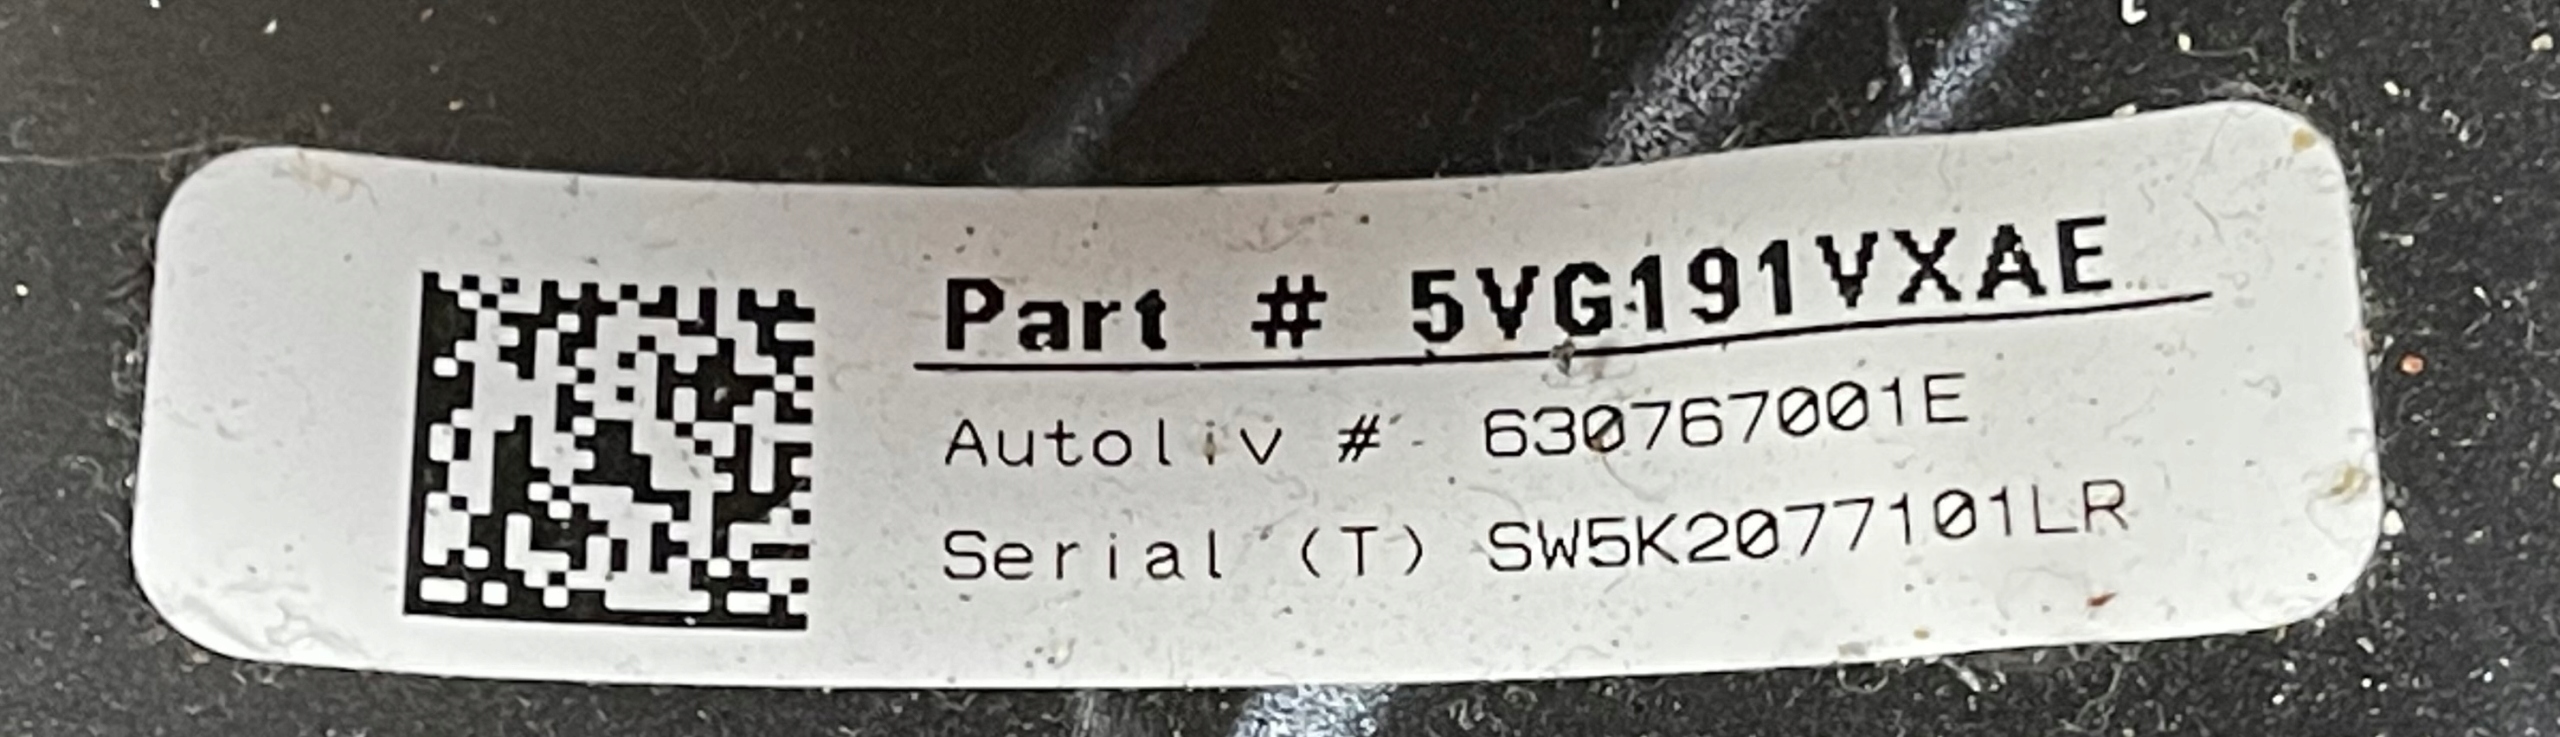 Part # 5VG191VXAE
Autoliv # 630767001E
Serial (T) SW5K2077101LR